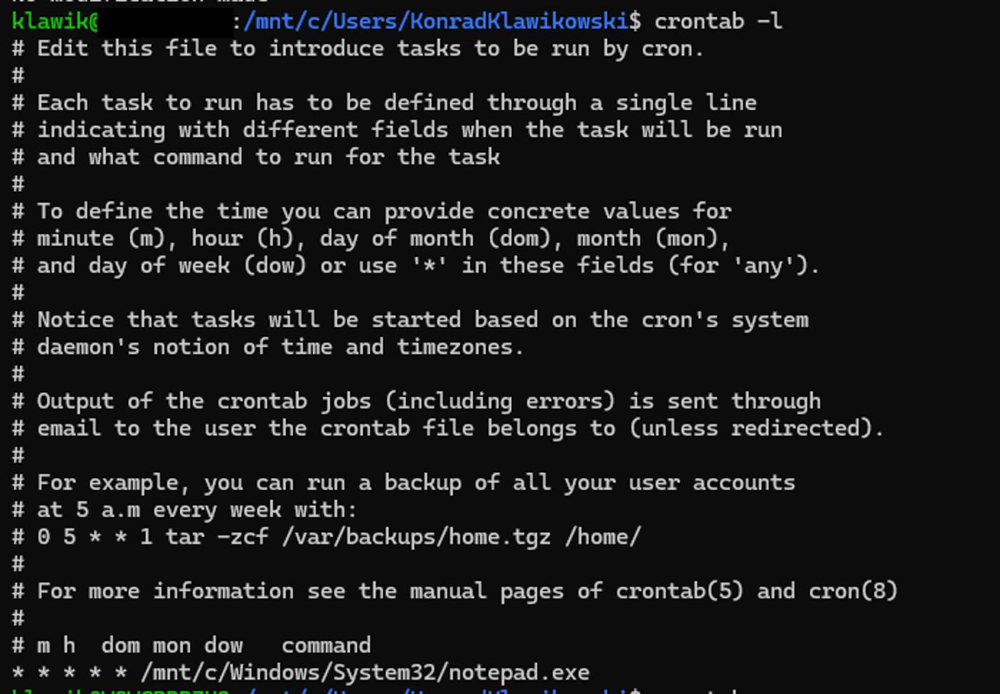 klawik@ :/mnt/c/Users/KonradKlawikowski$ crontab -l
# Edit this file to introduce tasks to be run by cron.
#
# Each task to run has to be defined through a single line
# indicating with different fields when the task will be run
# and what command to run for the task
#
# To define the time you can provide concrete values for
# minute (m), hour (h), day of month (dom), month (mon),
# and day of week (dow) or use '*' in these fields (for 'any').
#
# Notice that tasks will be started based on the cron's system
# daemon's notion of time and timezones.
#
# Output of the crontab jobs (including errors) is sent through
# email to the user the crontab file belongs to (unless redirected).
#
# For example, you can run a backup of all your user accounts
# at 5 a.m every week with:
# 0 5 * * 1 tar -zcf /var/backups/home.tgz /home/
#
# For more information see the manual pages of crontab(5) and cron(8)
#
# m h  dom mon dow   command
* * * * * /mnt/c/Windows/System32/notepad.exe